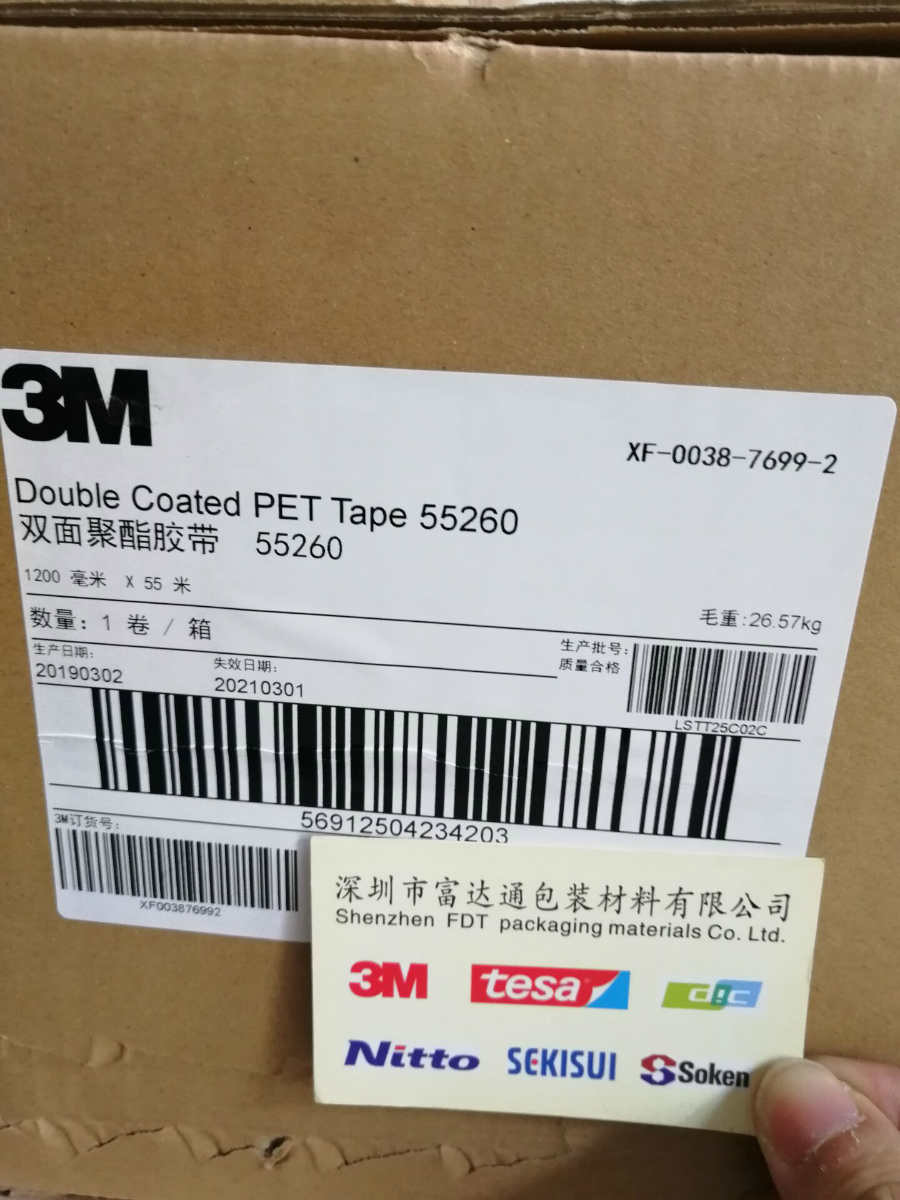 3M
XF-0038-7699-2
Double Coated PET Tape 55260
双面聚酯胶带 55260
1200 毫米 X 55 米
毛重:26.57kg
数量: 1 卷 / 箱
生产批号:
质量合格
生产日期:
失效日期:
20190302
20210301
LSTT25C02C
56912504234203
3M订货号:
XF003876992
深圳市富达通包装材料有限公司
Shenzhen FDT packaging materials Co. Ltd.
3M tesa dic
Nitto SEKISUI Soken